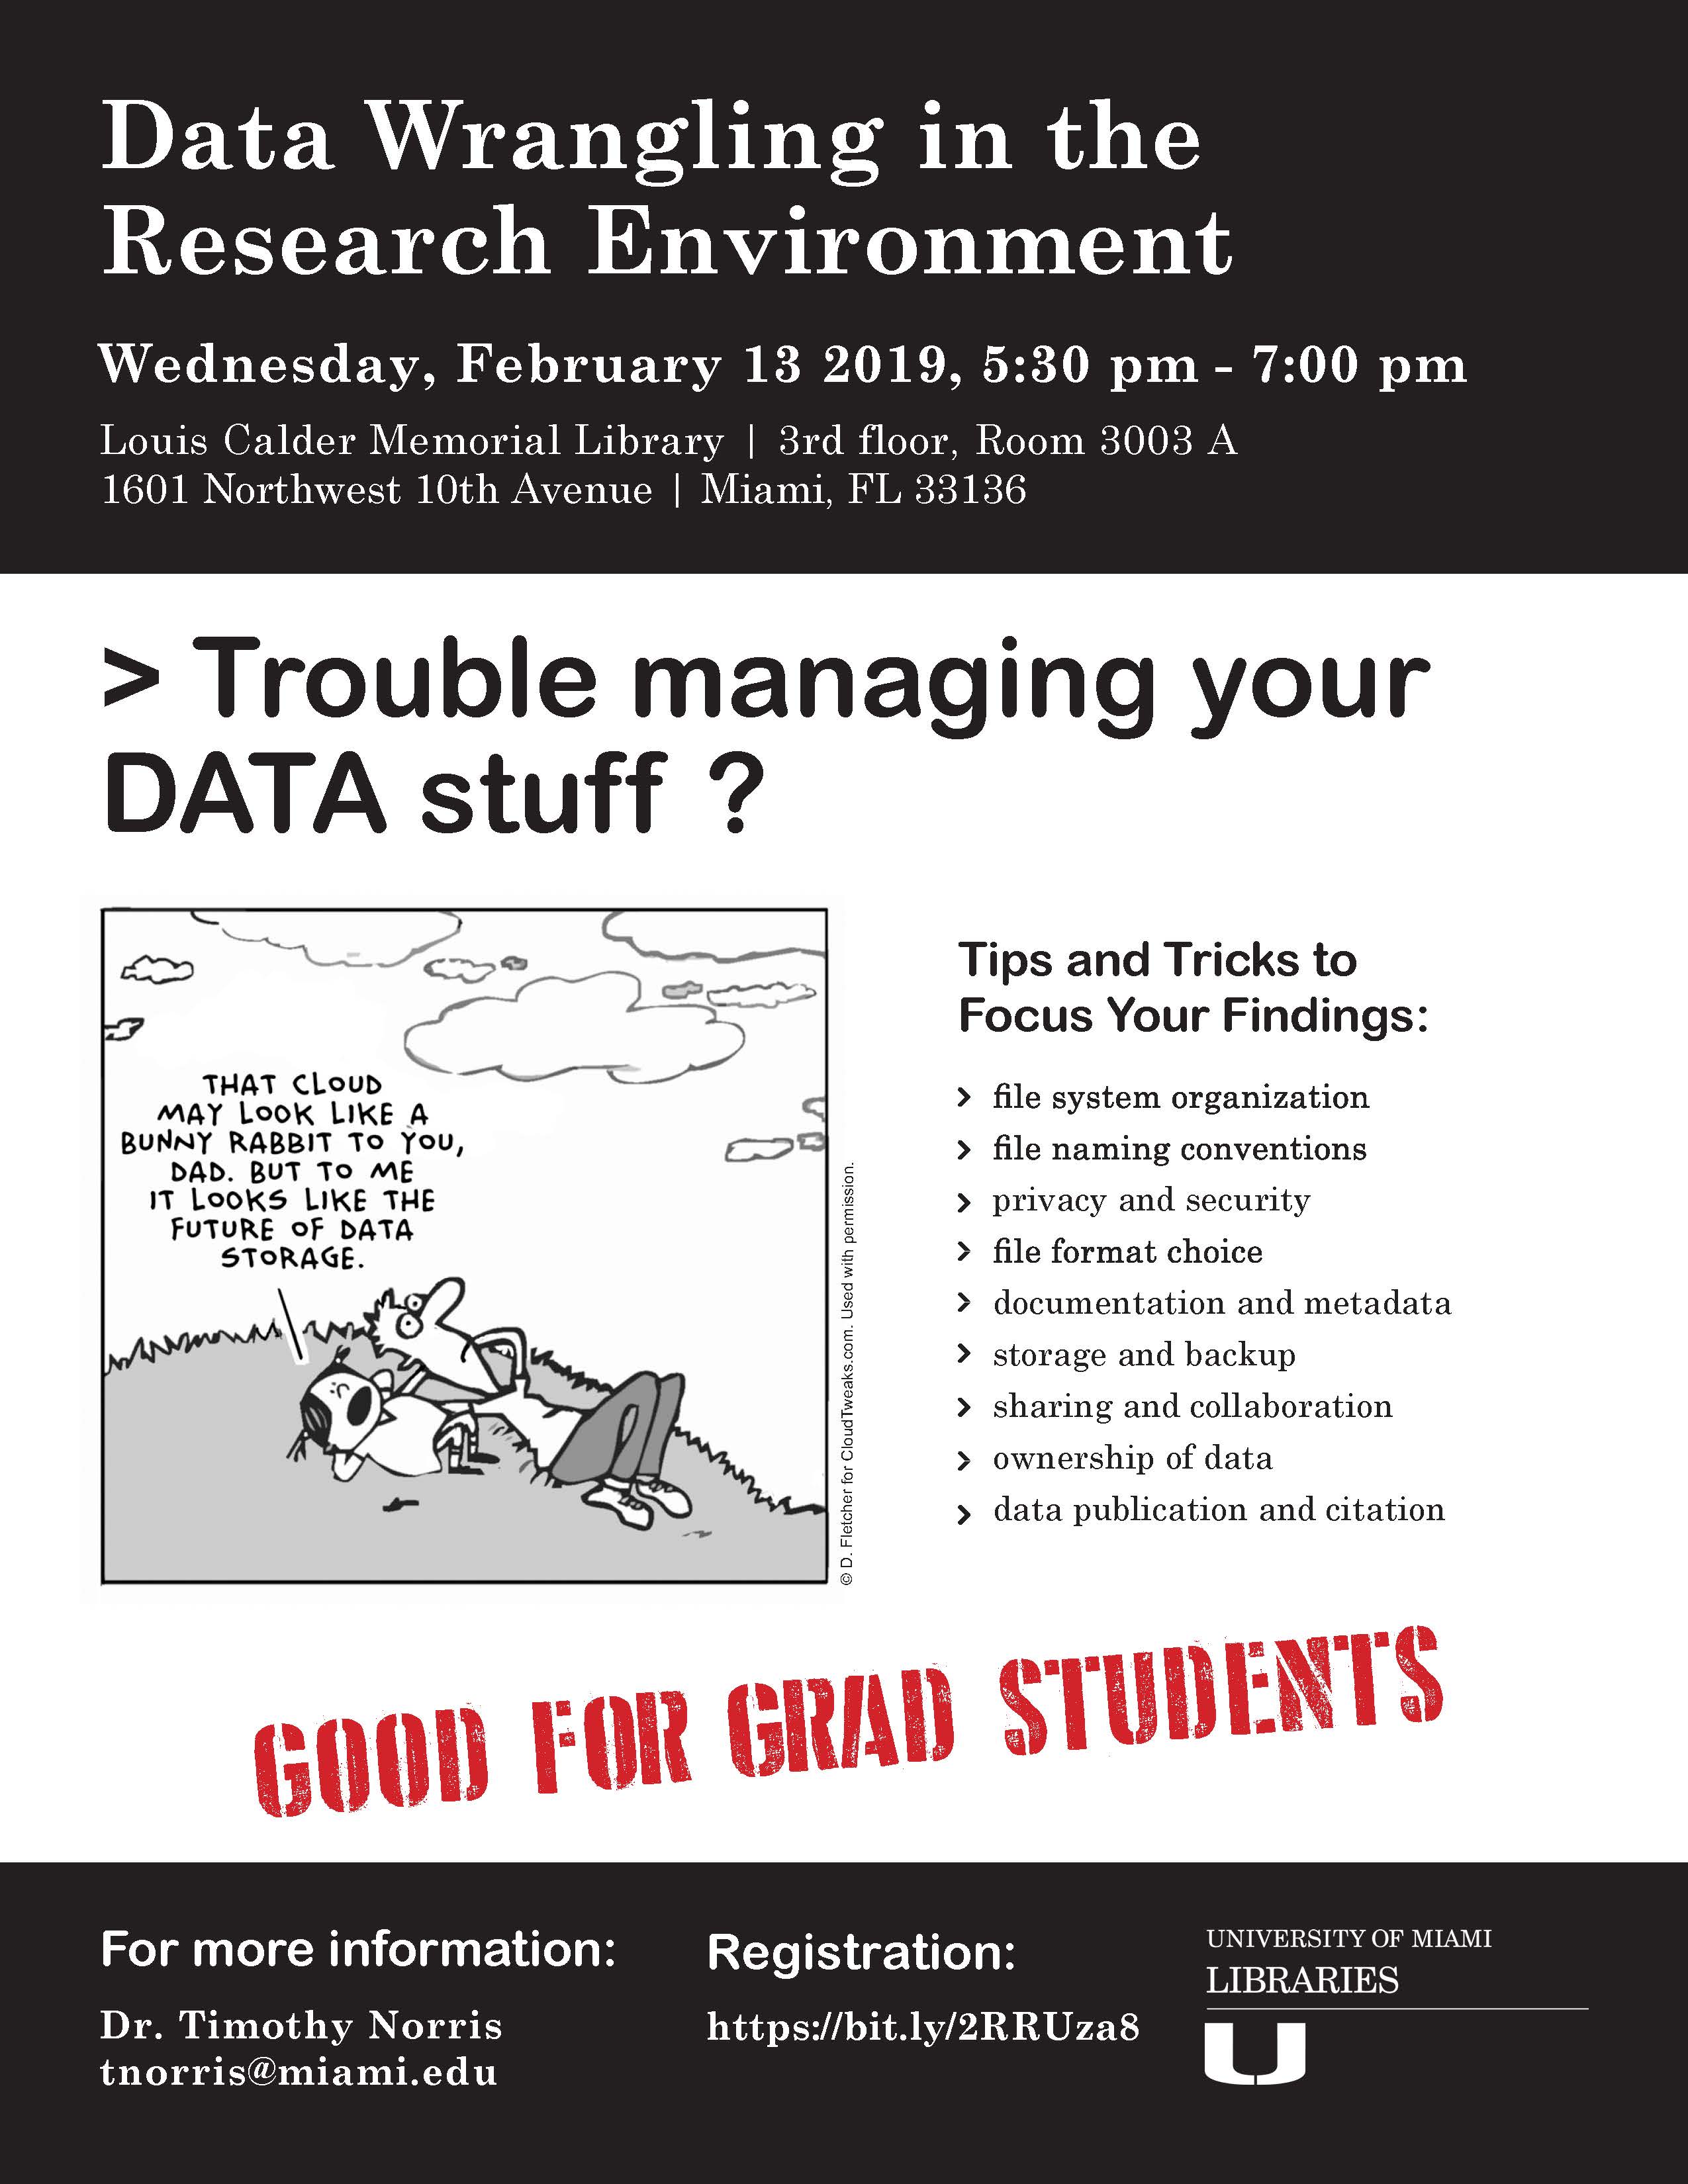 Data Wrangling in the
Research Environment
Wednesday, February 13 2019, 5:30 pm - 7:00 pm
Louis Calder Memorial Library | 3rd floor, Room 3003 A
1601 Northwest 10th Avenue | Miami, FL 33136
> Trouble managing your
DATA stuff ?
THAT CLOUD
MAY LOOK LIKE A
BUNNY RABBIT TO YOU,
DAD. BUT TO ME
IT LOOKS LIKE THE
FUTURE OF DATA
STORAGE.
© D. Fletcher for CloudTweaks.com. Used with permission.
Tips and Tricks to
Focus Your Findings:
> file system organization
> file naming conventions
> privacy and security
> file format choice
> documentation and metadata
> storage and backup
> sharing and collaboration
> ownership of data
> data publication and citation
GOOD FOR GRAD STUDENTS
For more information:
Dr. Timothy Norris
tnorris@miami.edu
Registration:
https://bit.ly/2RRUza8
UNIVERSITY OF MIAMI
LIBRARIES
U